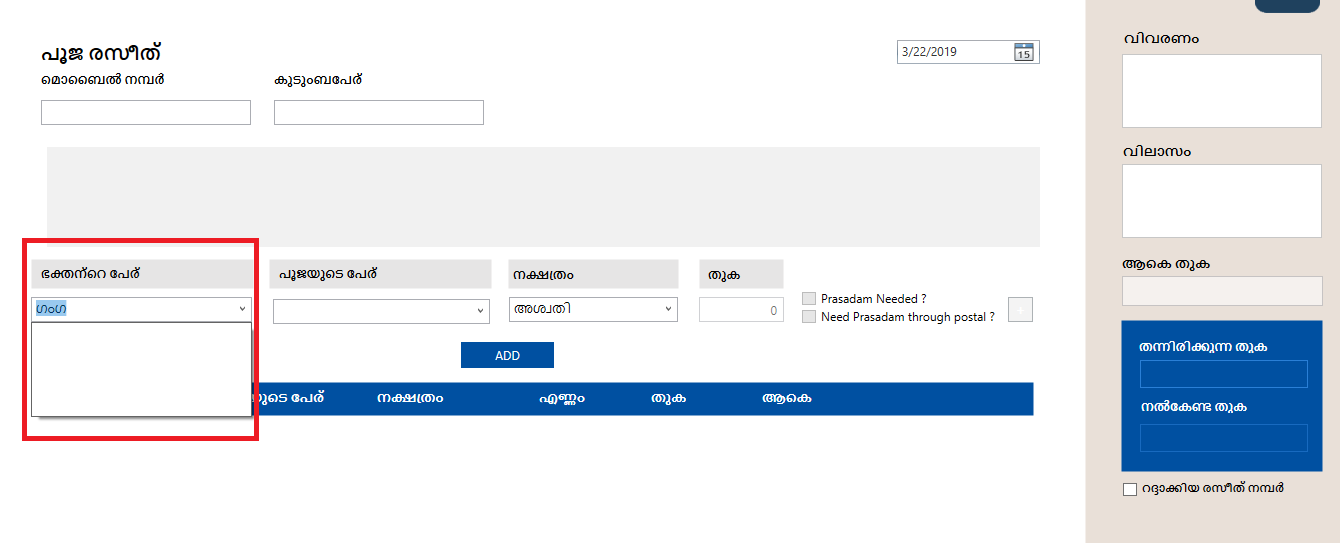 പൂജ രസീത്
3/22/2019
15
മൊബൈൽ നമ്പർ
കുടുംബപേര്
ഭക്തന്റെ പേര്
പൂജയുടെ പേര്
നക്ഷത്രം
തുക
ഗംഗ
അശ്വതി
0
Prasadam Needed ?
Need Prasadam through postal ?
ADD
യുടെ പേര്
നക്ഷത്രം
എണ്ണം
തുക
ആകെ
വിവരണം
വിലാസം
ആകെ തുക
തന്നിരിക്കുന്ന തുക
നൽകേണ്ട തുക
റദ്ദാക്കിയ രസീത് നമ്പർ